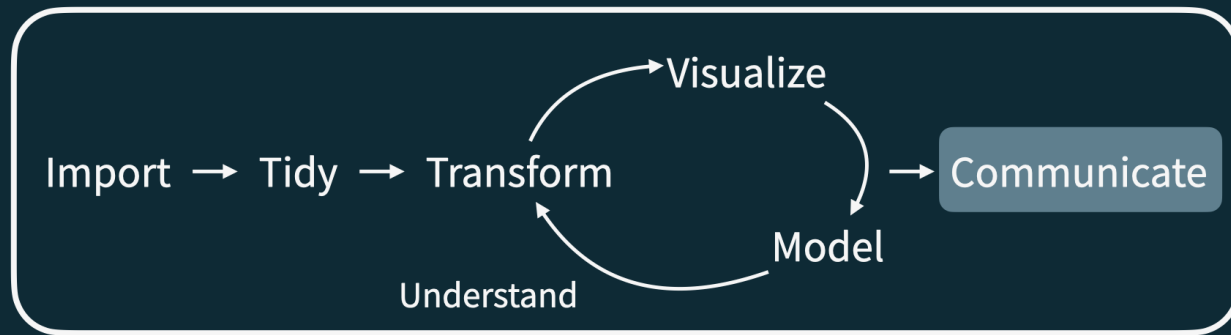 Visualize
Import → Tidy → Transform → Communicate
Model
Understand